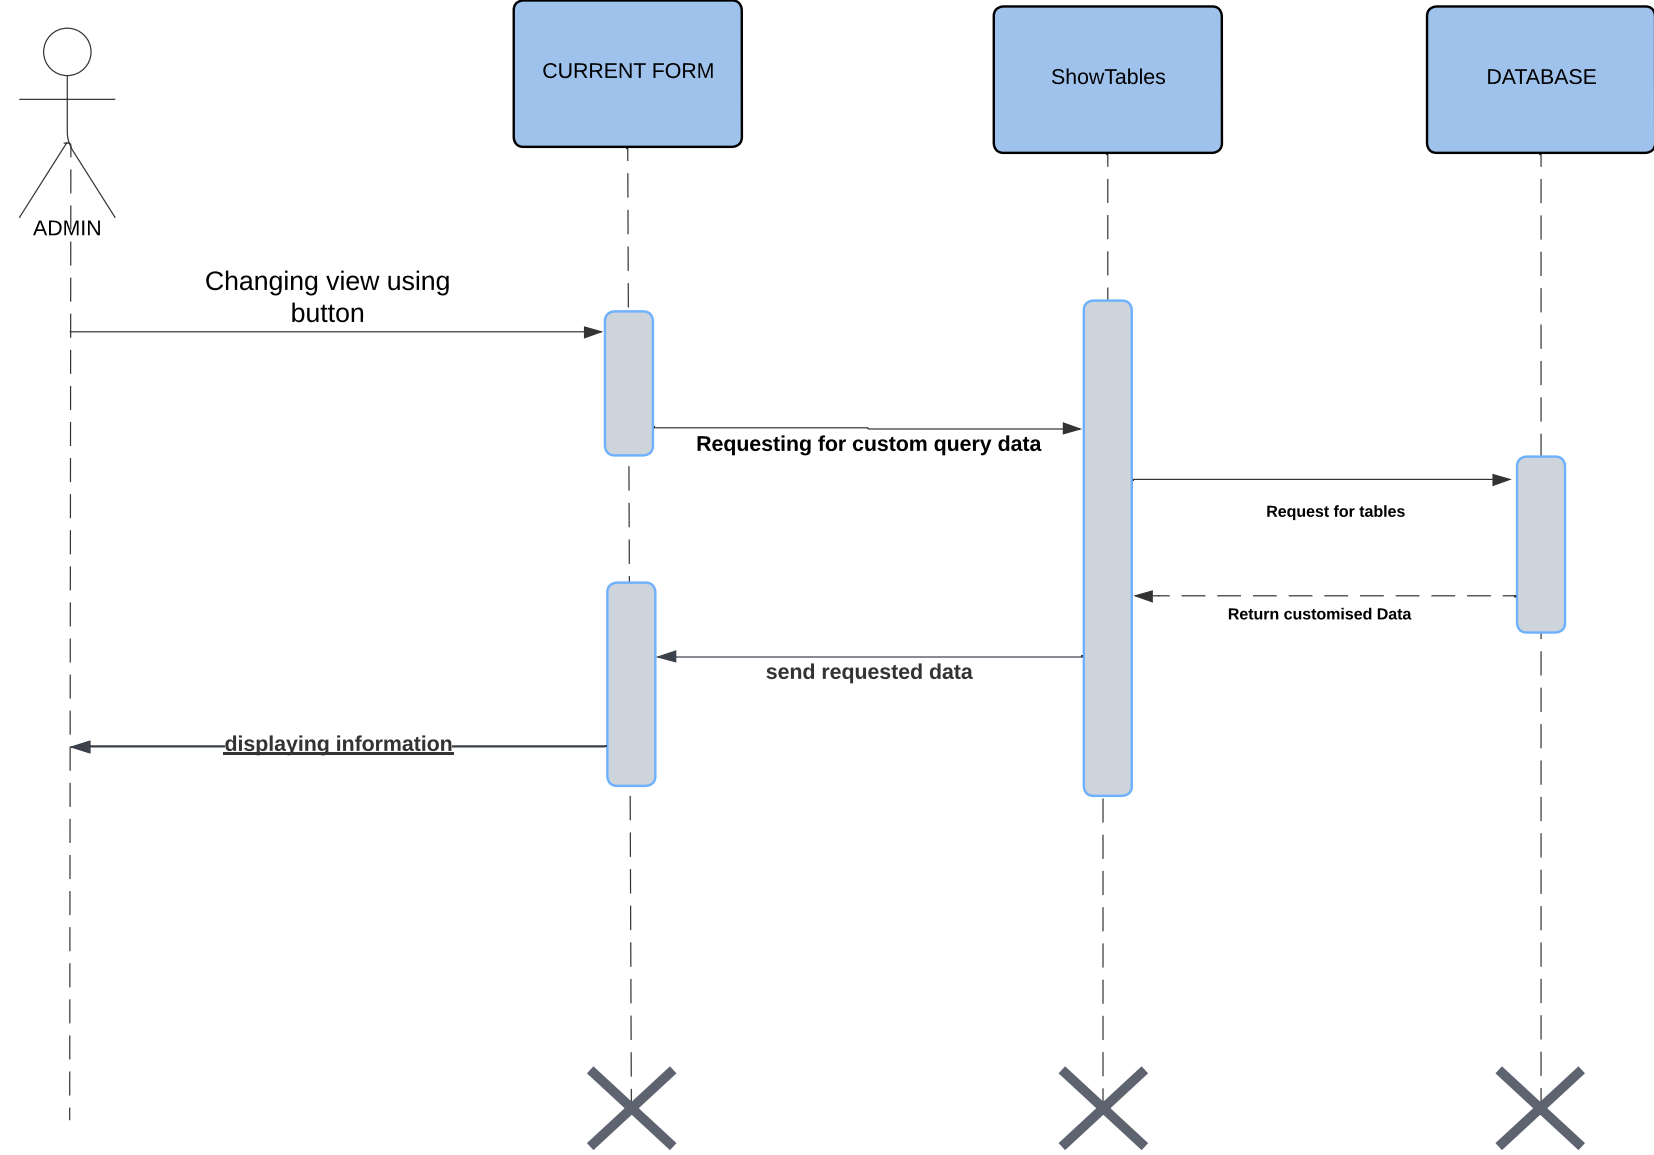 CURRENT FORM
ShowTables
DATABASE
ADMIN
Changing view using
button
Requesting for custom query data
Request for tables
Return customised Data
send requested data
displaying information